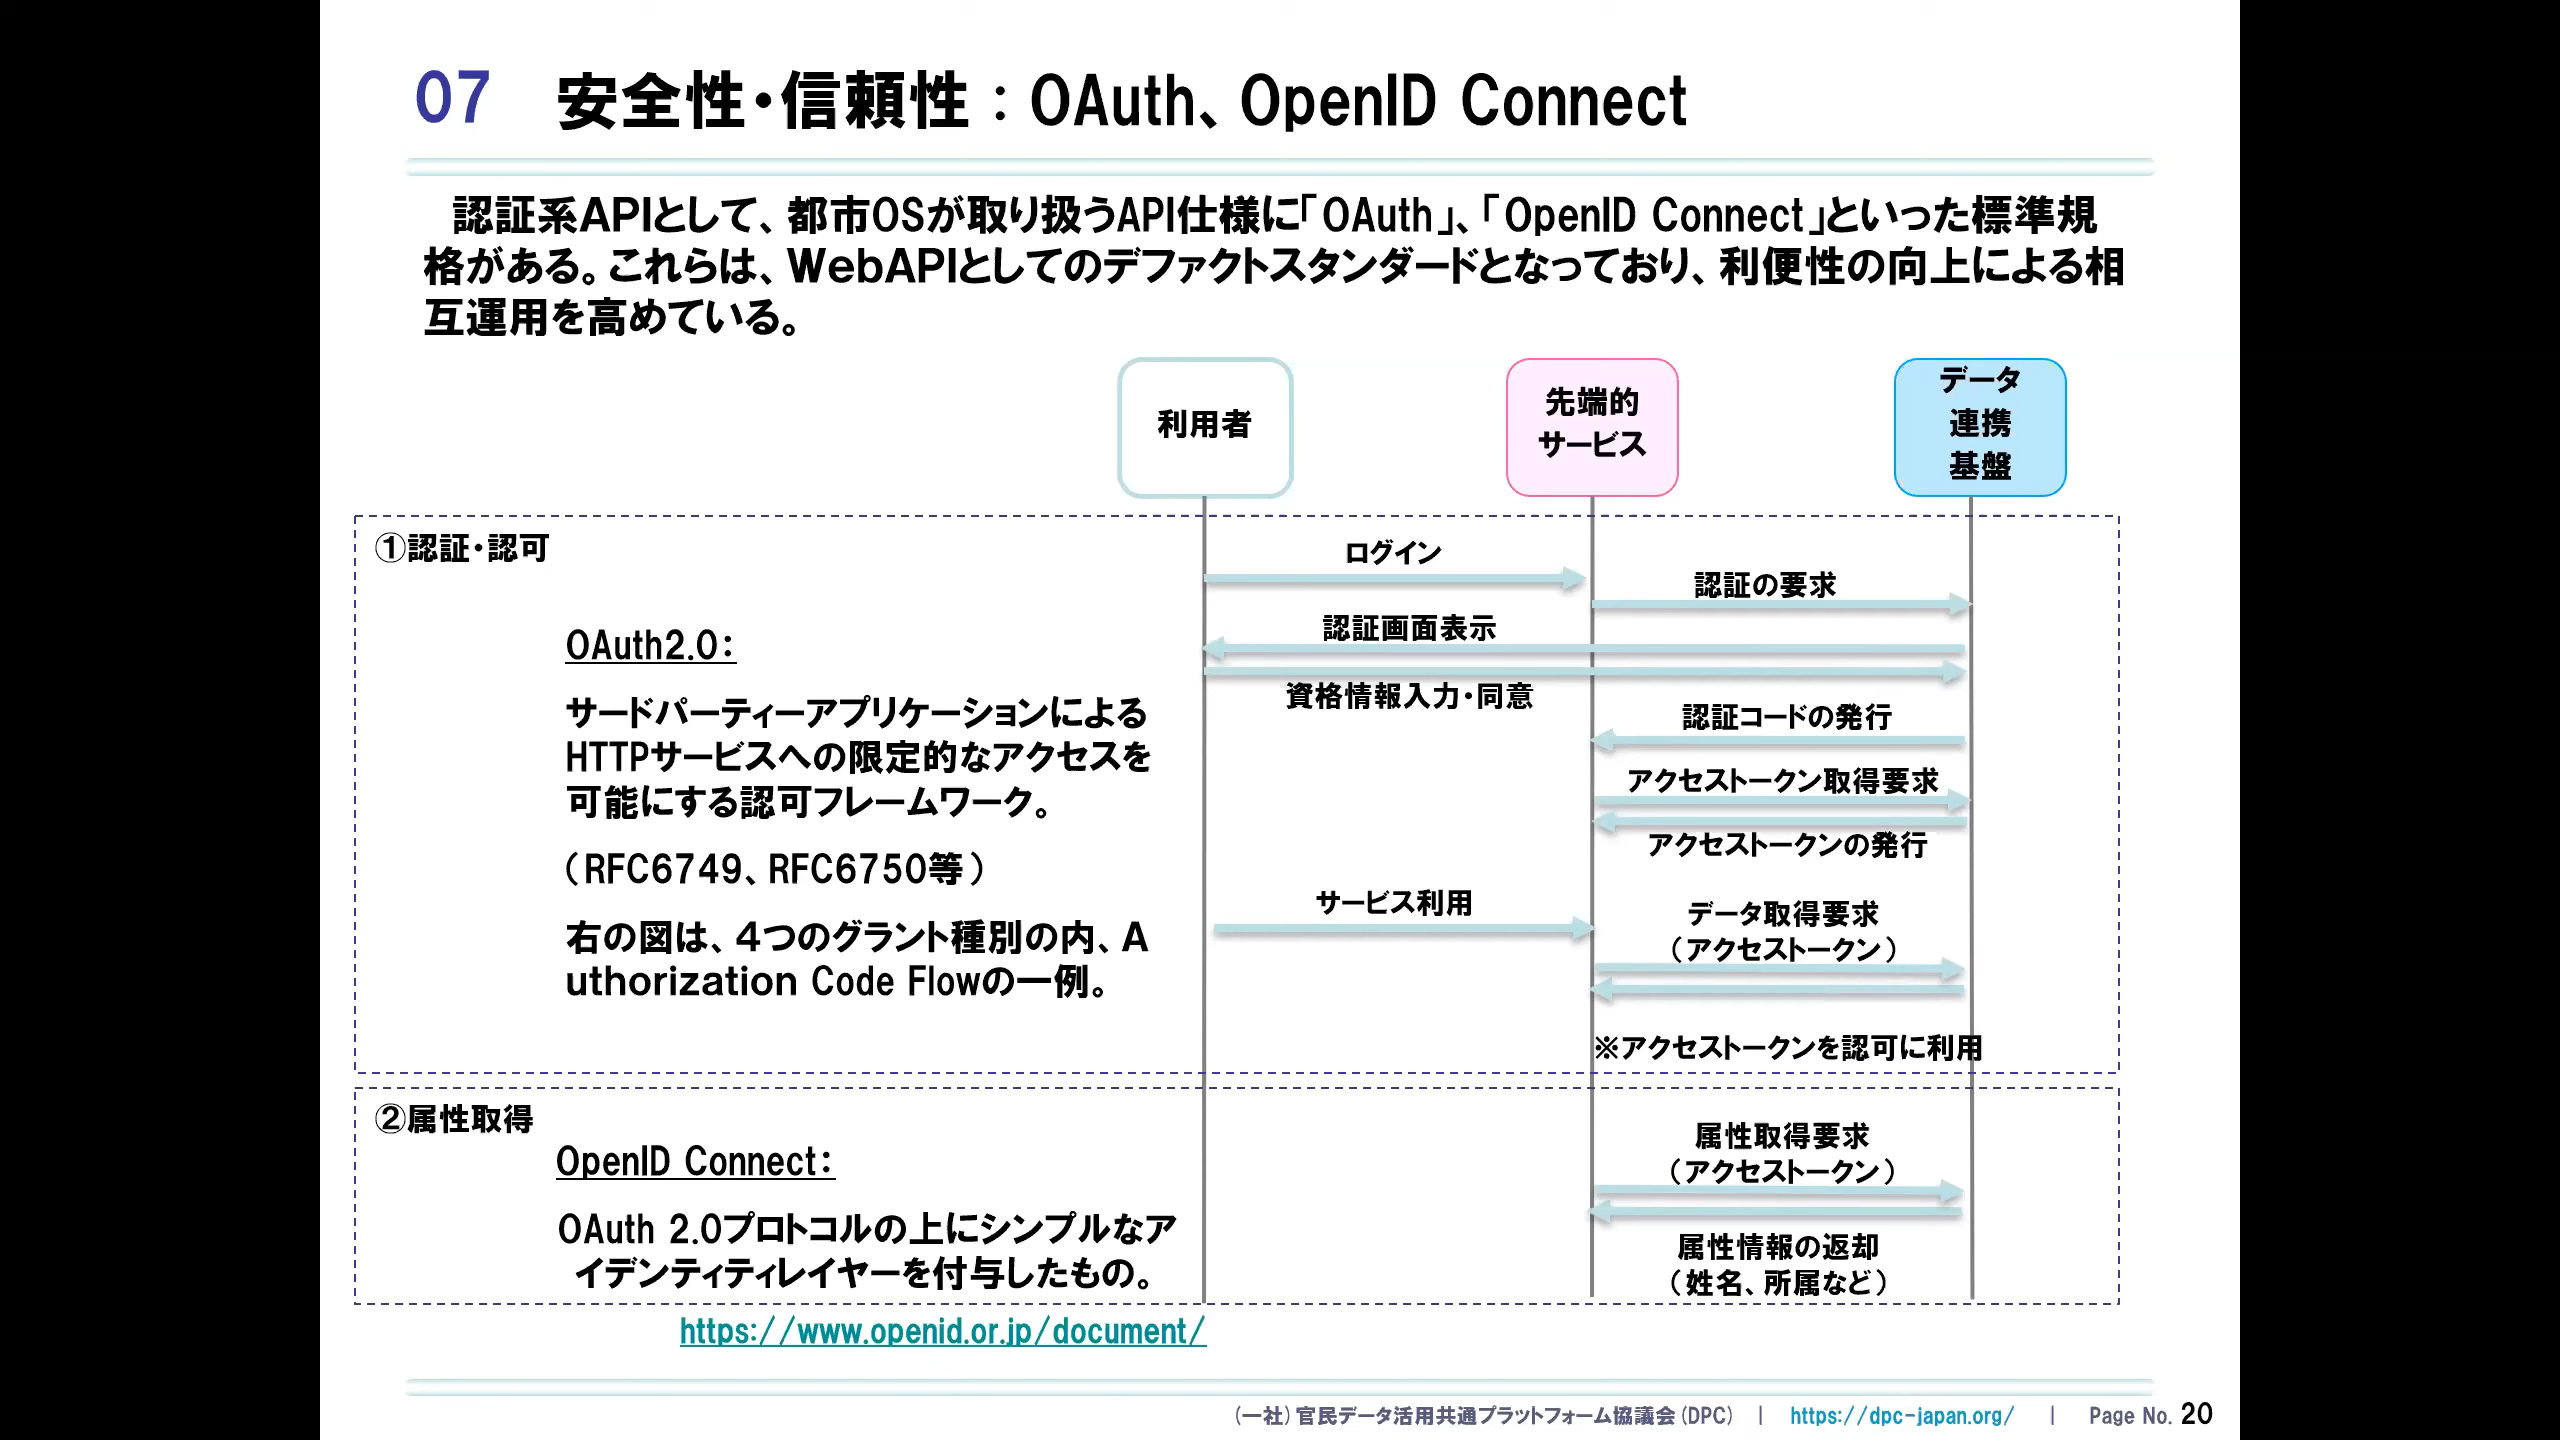 07 安全性・信頼性：OAuth、OpenID Connect
認証系APIとして、都市OSが取り扱うAPI仕様に「OAuth」、「OpenID Connect」といった標準規
格がある。これらは、WebAPIとしてのデファクトスタンダードとなっており、利便性の向上による相
互運用を高めている。
利用者
先端的
サービス
データ
連携
基盤
①認証・認可
ログイン
認証の要求
認証画面表示
資格情報入力・同意
認証コードの発行
アクセストークン取得要求
アクセストークンの発行
サービス利用
データ取得要求
（アクセストークン）
※アクセストークンを認可に利用
OAuth2.0：
サードパーティーアプリケーションによる
HTTPサービスへの限定的なアクセスを
可能にする認可フレームワーク。
（RFC6749、RFC6750等）
右の図は、４つのグラント種別の内、A
uthorization Code Flowの一例。
②属性取得
OpenID Connect：
OAuth 2.0プロトコルの上にシンプルなア
イデンティティレイヤーを付与したもの。
属性取得要求
（アクセストークン）
属性情報の返却
（姓名、所属など）
https://www.openid.or.jp/document/
(一社)官民データ活用共通プラットフォーム協議会(DPC) | https://dpc-japan.org/ | Page No. 20